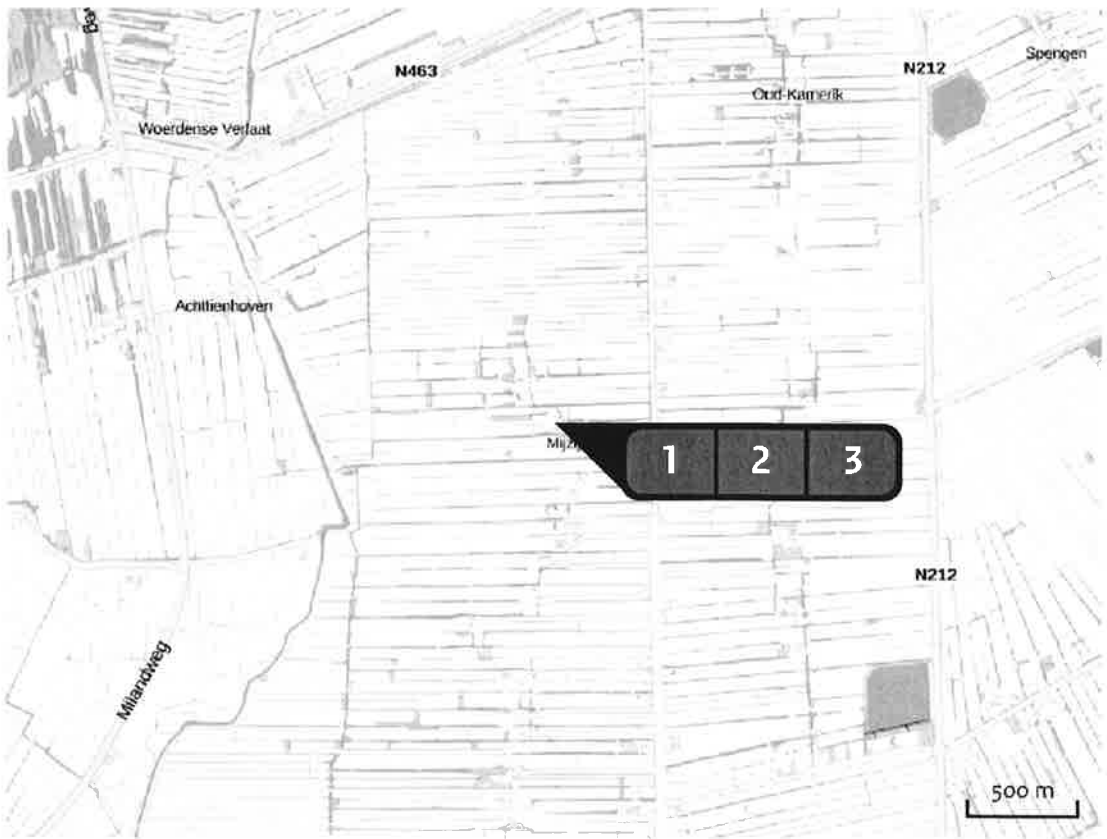 N463
N212
Spengen
Oud-Kamerik
Woerdense Verlaat
Achttienhoven
1 2 3
N212
Milandweg
500 m